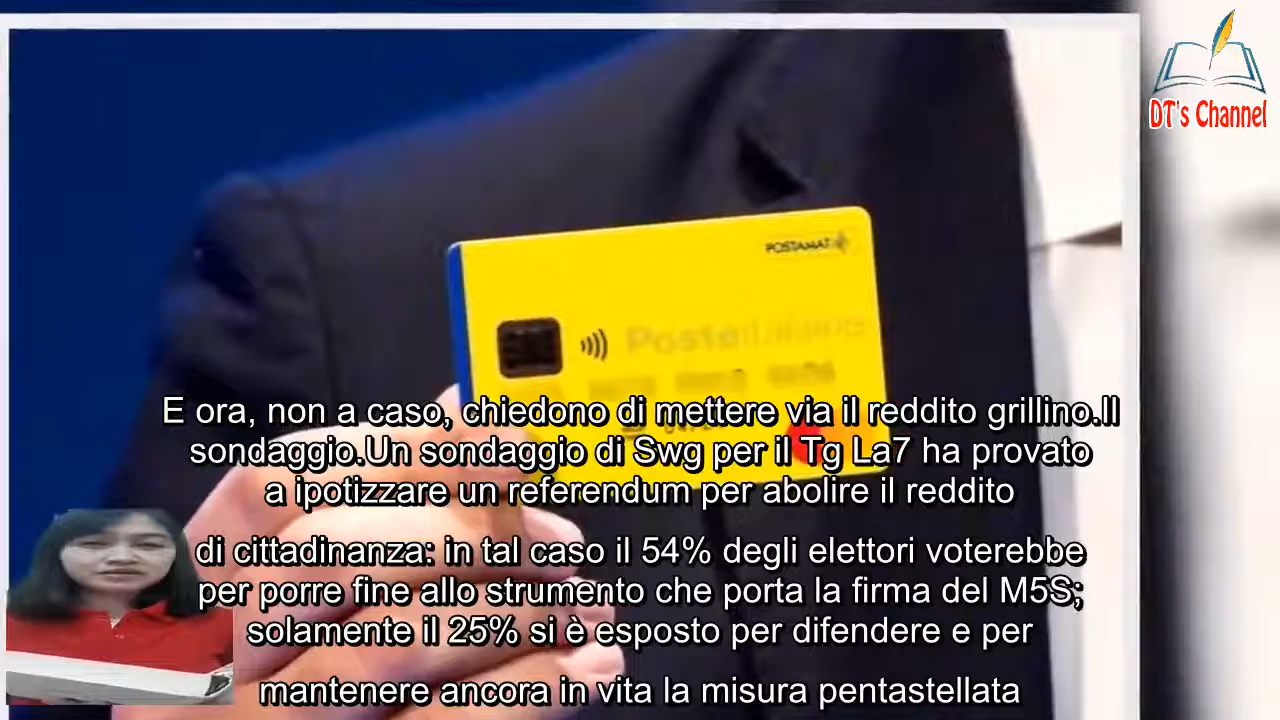 DT's Channel
POSTAMAT
Posteitaliane
E ora, non a caso, chiedono di mettere via il reddito grillino.Il
sondaggio.Un sondaggio di Swg per il Tg La7 ha provato
a ipotizzare un referendum per abolire il reddito
di cittadinanza: in tal caso il 54% degli elettori voterebbe
per porre fine allo strumento che porta la firma del M5S;
solamente il 25% si è esposto per difendere e per
mantenere ancora in vita la misura pentastellata